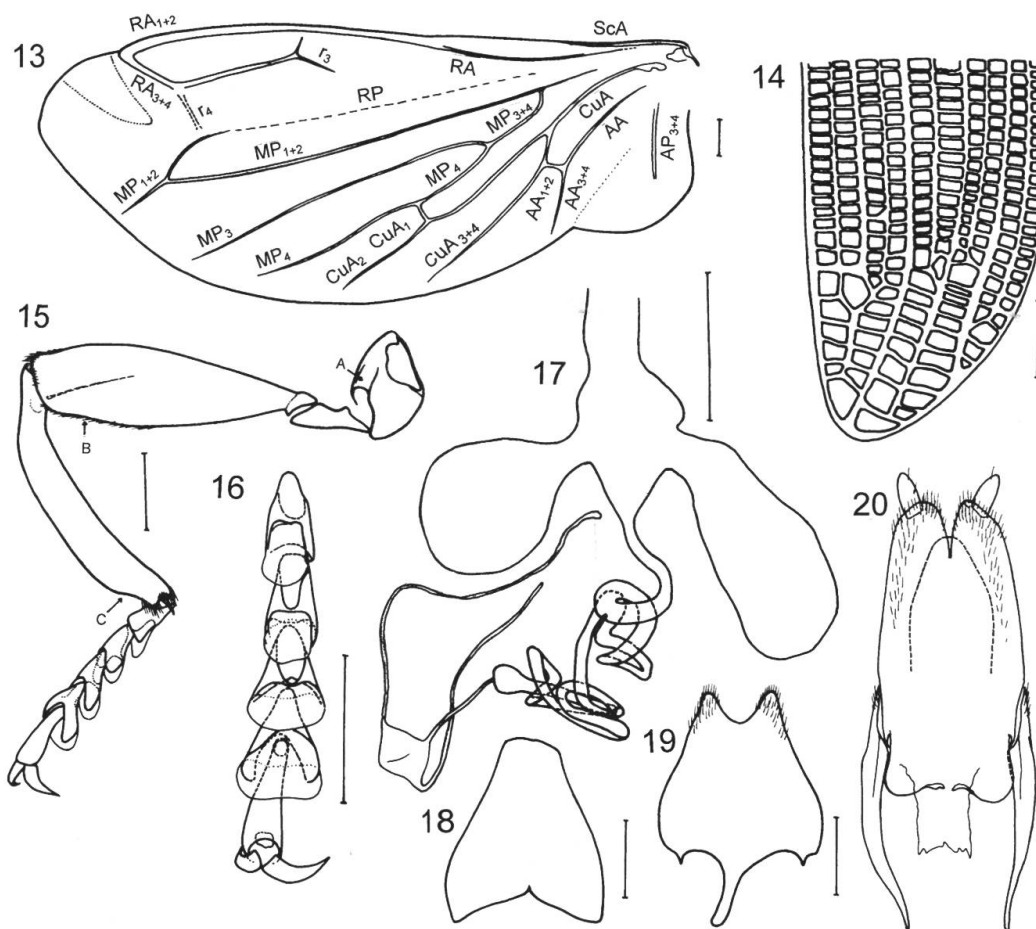 13
RA1+2
ScA
RA3+4
r3
RA
r4
RP
MP1+2
MP1+2
MP3+4
CuA
AA
AP3+4
MP3
MP4
MP4
CuA1
CuA2
CuA3+4
AA1+2
AA3+4
14
15
A
B
C
16
17
18
19
20